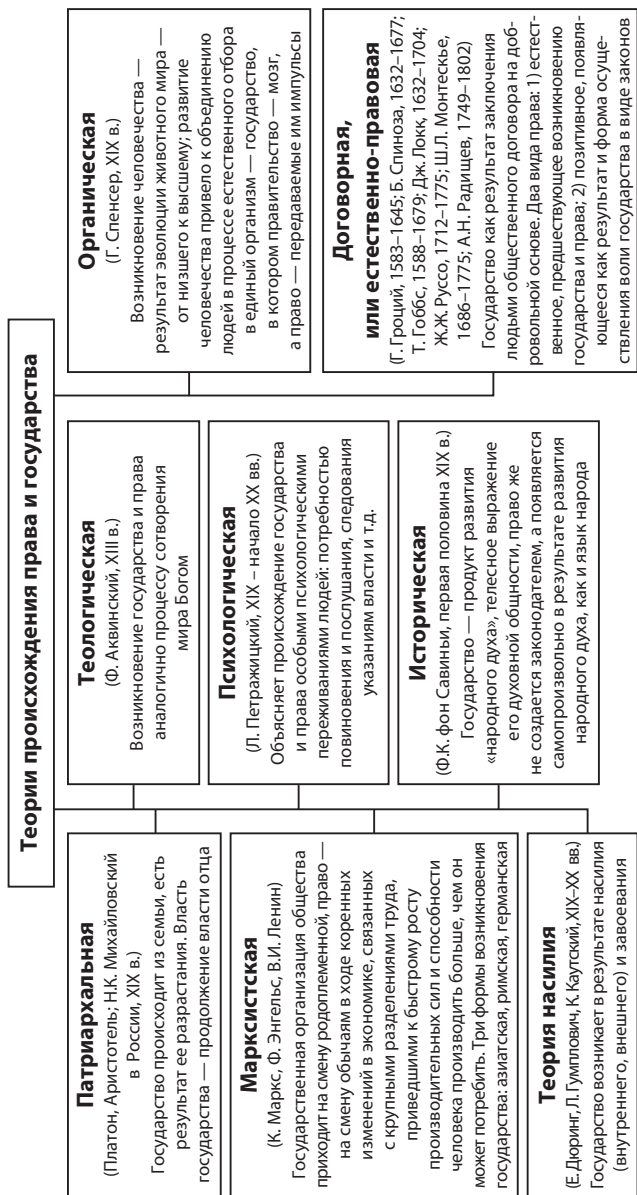 Теории происхождения права и государства
Патриархальная
(Платон, Аристотель; Н.К. Михайловский
в России, XIX в.)
Государство происходит из семьи, есть
результат ее разрастания. Власть
государства — продолжение власти отца
Марксистская
(К. Маркс, Ф. Энгельс, В.И. Ленин)
Государственная организация общества
приходит на смену родоплеменной, право —
на смену обычаям в ходе коренных
изменений в экономике, связанных
с крупными разделениями труда,
приведшими к быстрому росту
производительных сил и способности
человека производить больше, чем он
может потребить. Три формы возникновения
государства: азиатская, римская, германская
Теория насилия
(Е. Дюринг, Л. Гумплович, К. Каутский, XIX–XX вв.)
Государство возникает в результате насилия
(внутреннего, внешнего) и завоевания
Теологическая
(Ф. Аквинский, XIII в.)
Возникновение государства и права
аналогично процессу сотворения
мира Богом
Психологическая
(Л. Петражицкий, XIX – начало XX вв.)
Объясняет происхождение государства
и права особыми психологическими
переживаниями людей: потребностью
повиновения и послушания, следования
указаниям власти и т.д.
Историческая
(Ф.К. фон Савиньи, первая половина XIX в.)
Государство — продукт развития
«народного духа», телесное выражение
его духовной общности, право же
не создается законодателем, а появляется
самопроизвольно в результате развития
народного духа, как и язык народа
Органическая
(Г. Спенсер, XIX в.)
Возникновение человечества —
результат эволюции животного мира —
от низшего к высшему; развитие
человечества привело к объединению
людей в процессе естественного отбора
в единый организм — государство,
в котором правительство — мозг,
а право — передаваемые им импульсы
Договорная,
или естественно-правовая
(Г. Гроций, 1583–1645; Б. Спиноза, 1632–1677;
Т. Гоббс, 1588–1679; Дж. Локк, 1632–1704;
Ж.Ж. Руссо, 1712–1775; Ш.Л. Монтескье,
1686–1775; А.Н. Радищев, 1749–1802)
Государство как результат заключения
людьми общественного договора на доб-
ровольной основе. Два вида права: 1) естест-
венное, предшествующее возникновению
государства и права; 2) позитивное, появля-
ющееся как результат и форма осуще-
ствления воли государства в виде законов